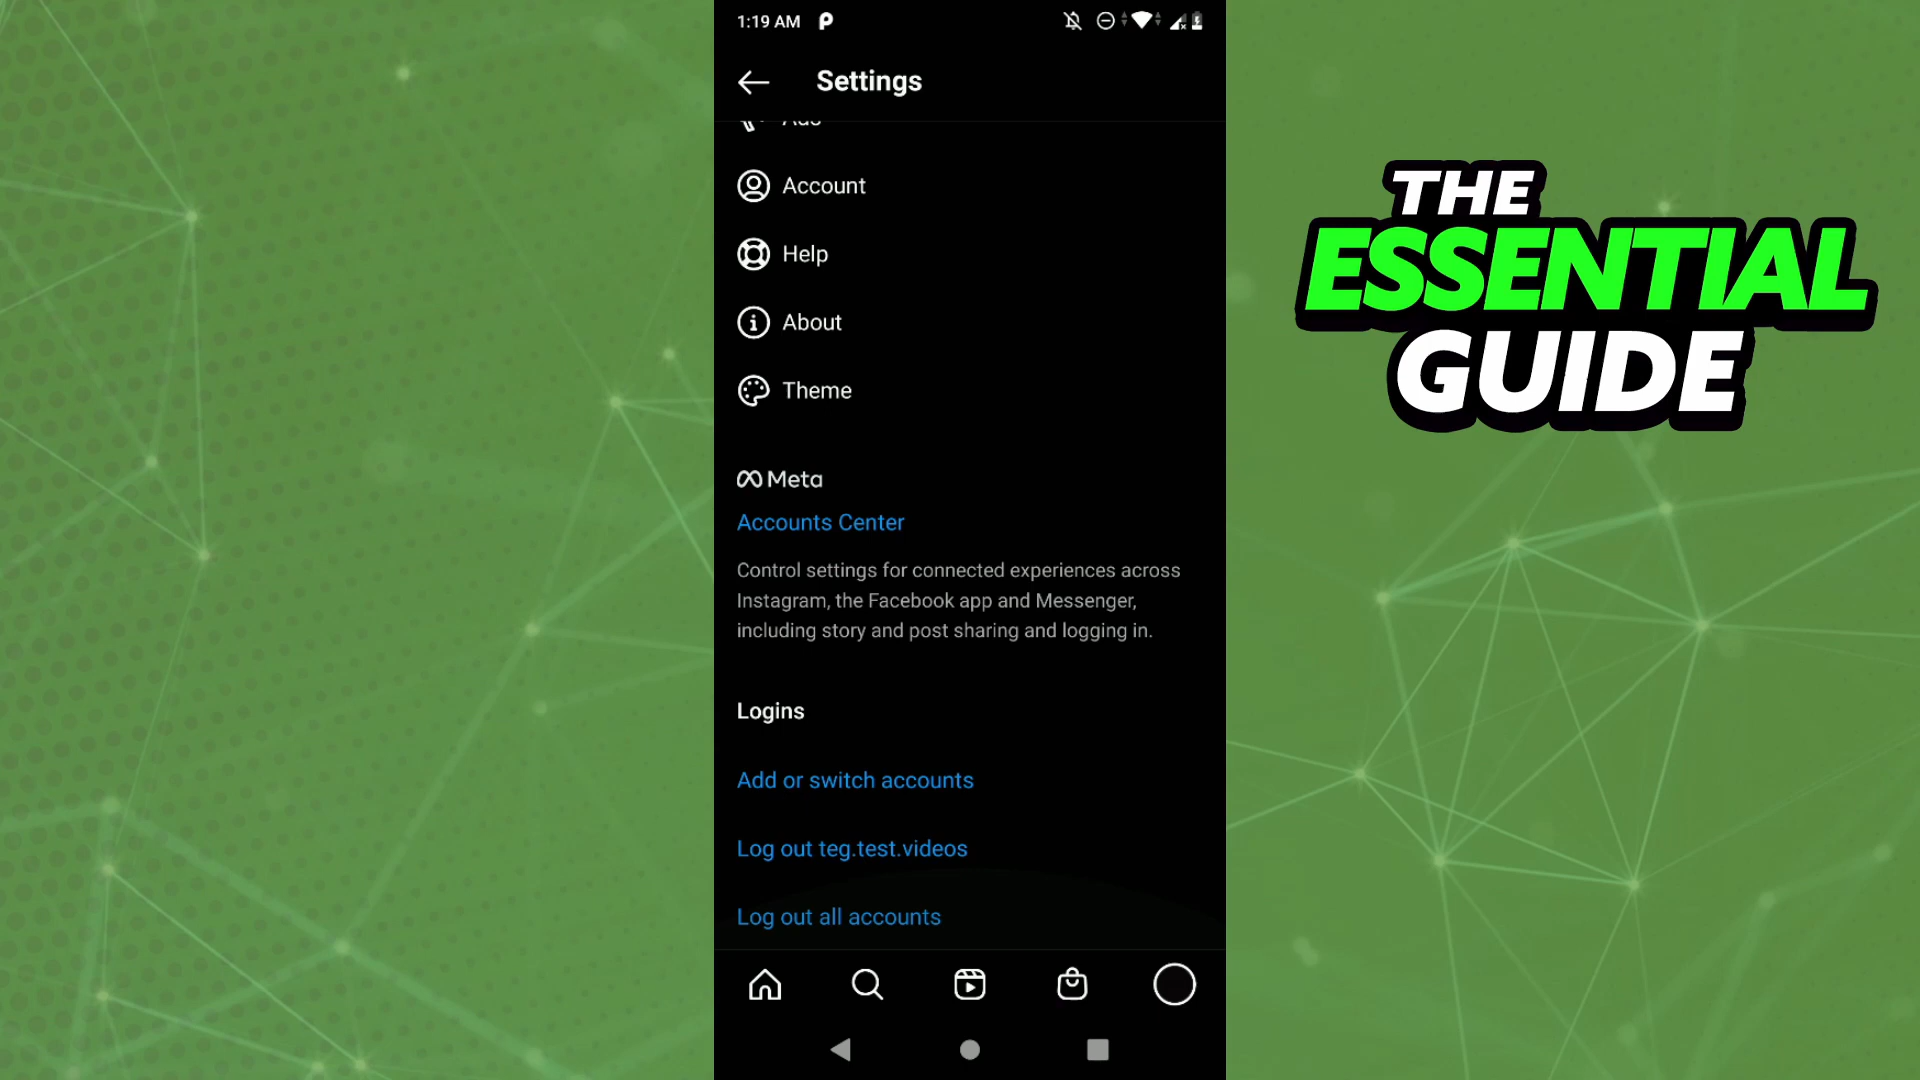 1:19 AM
Settings
Ads
Account
Help
About
Theme
Meta
Accounts Center
Control settings for connected experiences across
Instagram, the Facebook app and Messenger,
including story and post sharing and logging in.
Logins
Add or switch accounts
Log out teg.test.videos
Log out all accounts
THE
ESSENTIAL
GUIDE